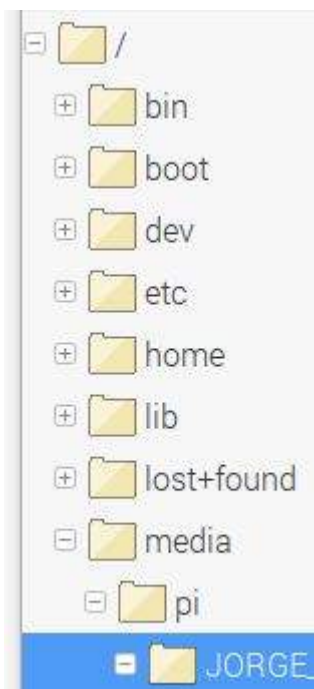 /
bin
boot
dev
etc
home
lib
lost+found
media
pi
JORGE_